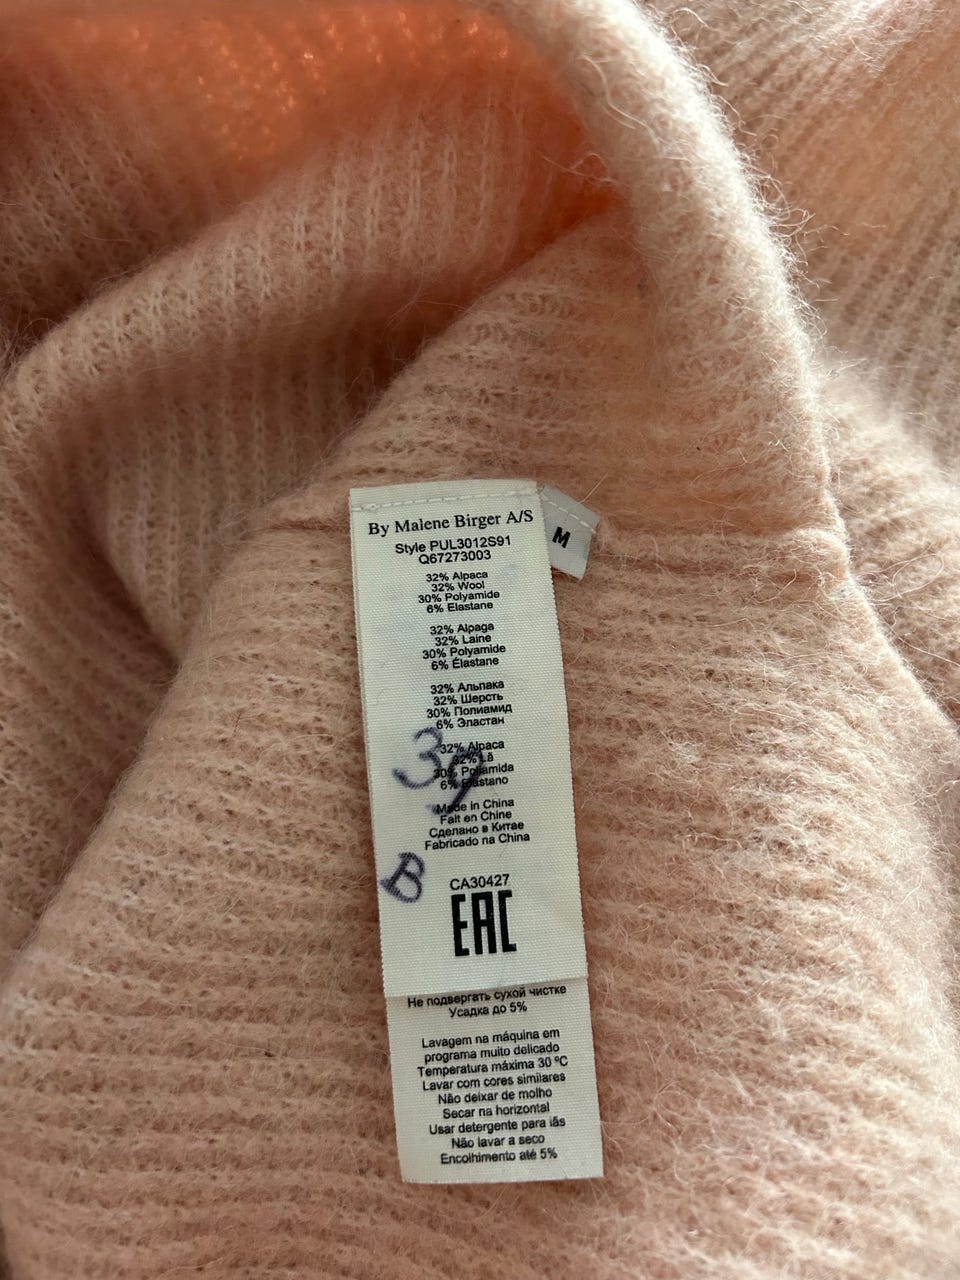 By Malene Birger A/S
M
Style PUL3012S91
Q67273003
32% Alpaca
32% Wool
30% Polyamide
6% Elastane
32% Alpaga
32% Laine
30% Polyamide
6% Élastane
32% Альпака
32% Шерсть
30% Полиамид
6% Эластан
32% Alpaca
32% Lã
30% Poliamida
6% Elastano
39
Made in China
Fait en Chine
Сделано в Китае
Fabricado na China
B
CA30427
EAC
Не подвергать сухой чистке
Усадка до 5%
Lavagem na máquina em
programa muito delicado
Temperatura máxima 30 ºC
Lavar com cores similares
Não deixar de molho
Secar na horizontal
Usar detergente para lãs
Não lavar a seco
Encolhimento até 5%